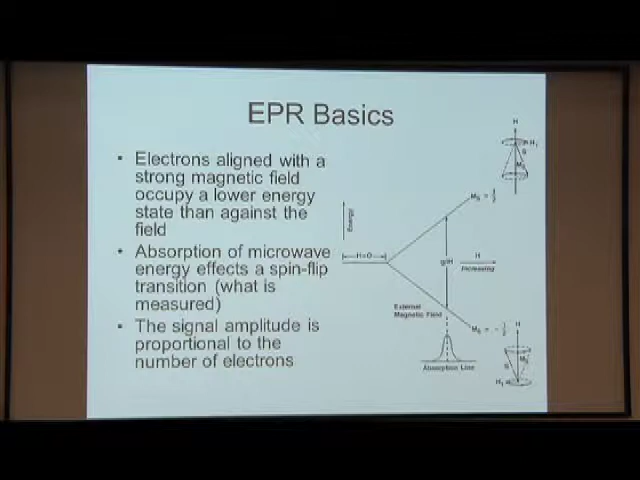 EPR Basics
• Electrons aligned with a
strong magnetic field
occupy a lower energy
state than against the
field
• Absorption of microwave
energy effects a spin-flip
transition (what is
measured)
• The signal amplitude is
proportional to the
number of electrons
H
H₁
S
Energy
H=O
H
Increasing
External
Magnetic Field
Absorption Line
H
S
H₁